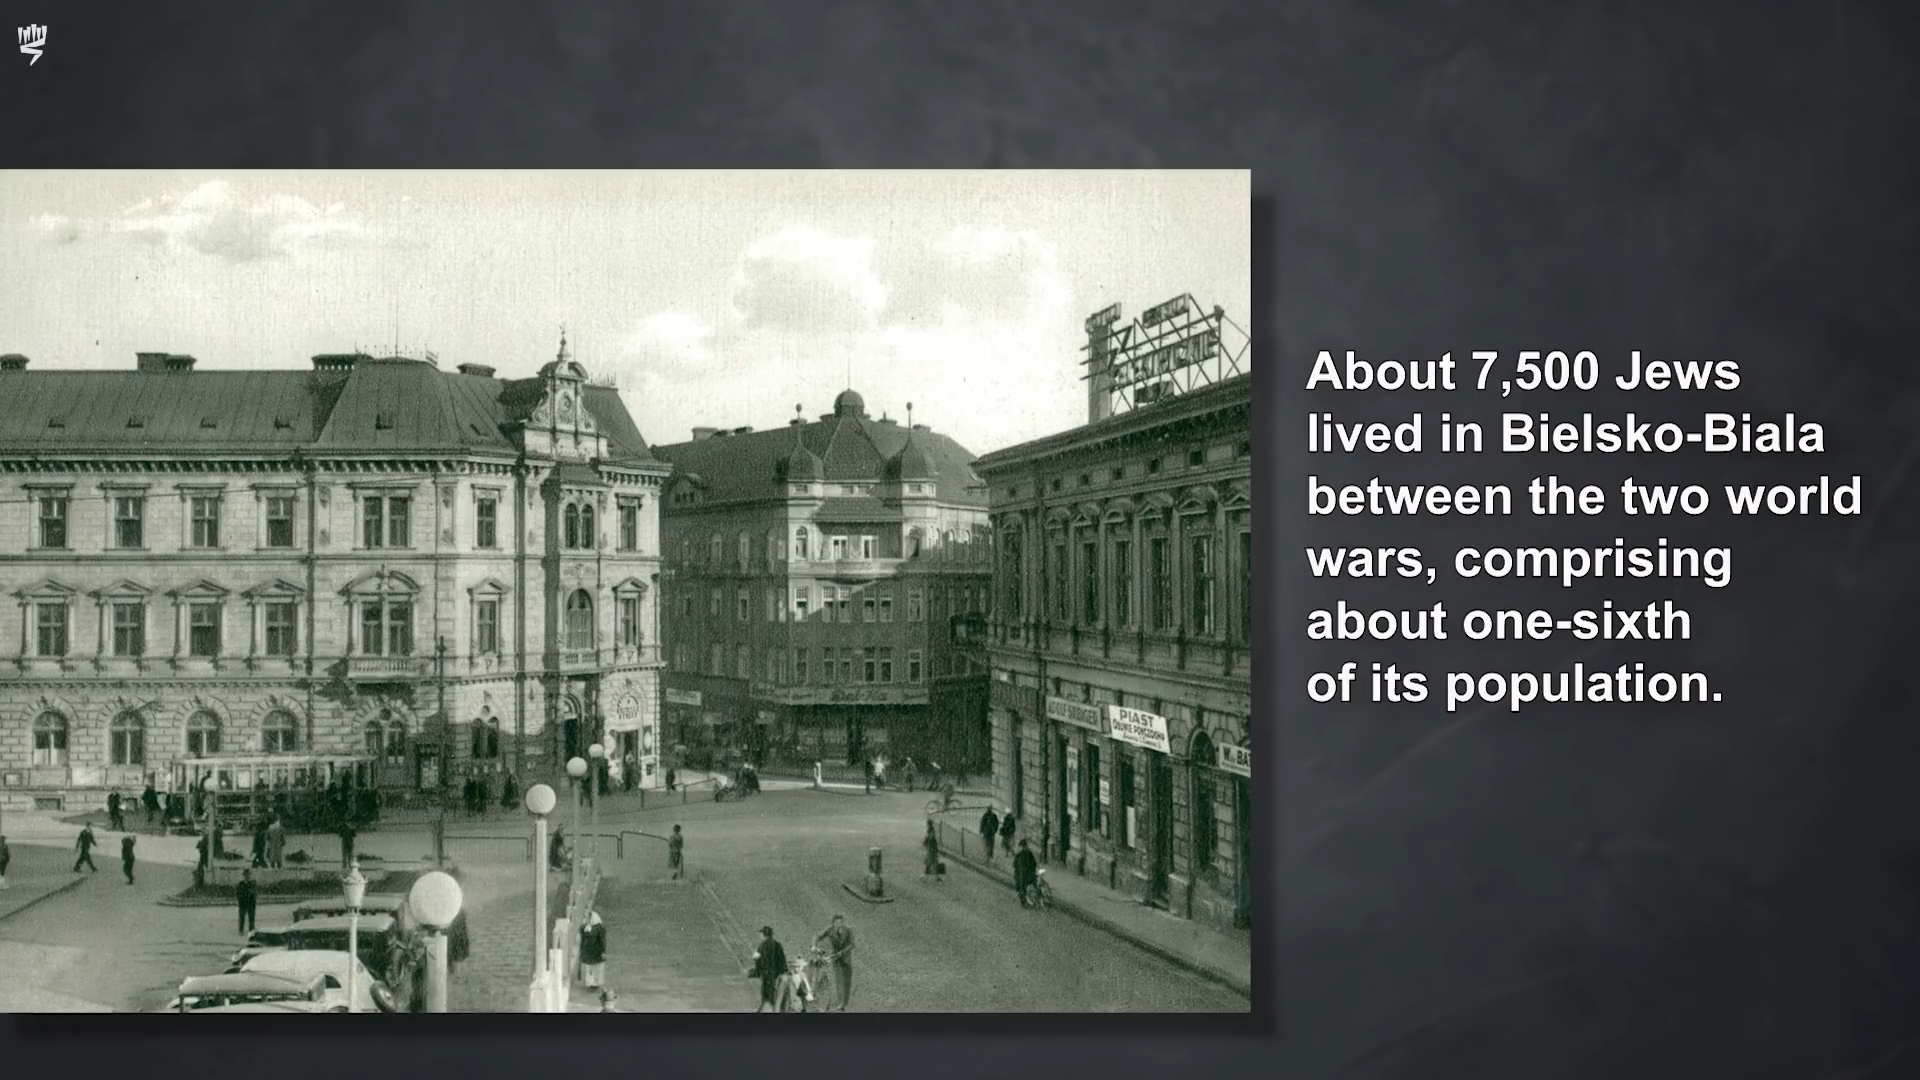 About 7,500 Jews
lived in Bielsko-Biala
between the two world
wars, comprising
about one-sixth
of its population.
PIAST